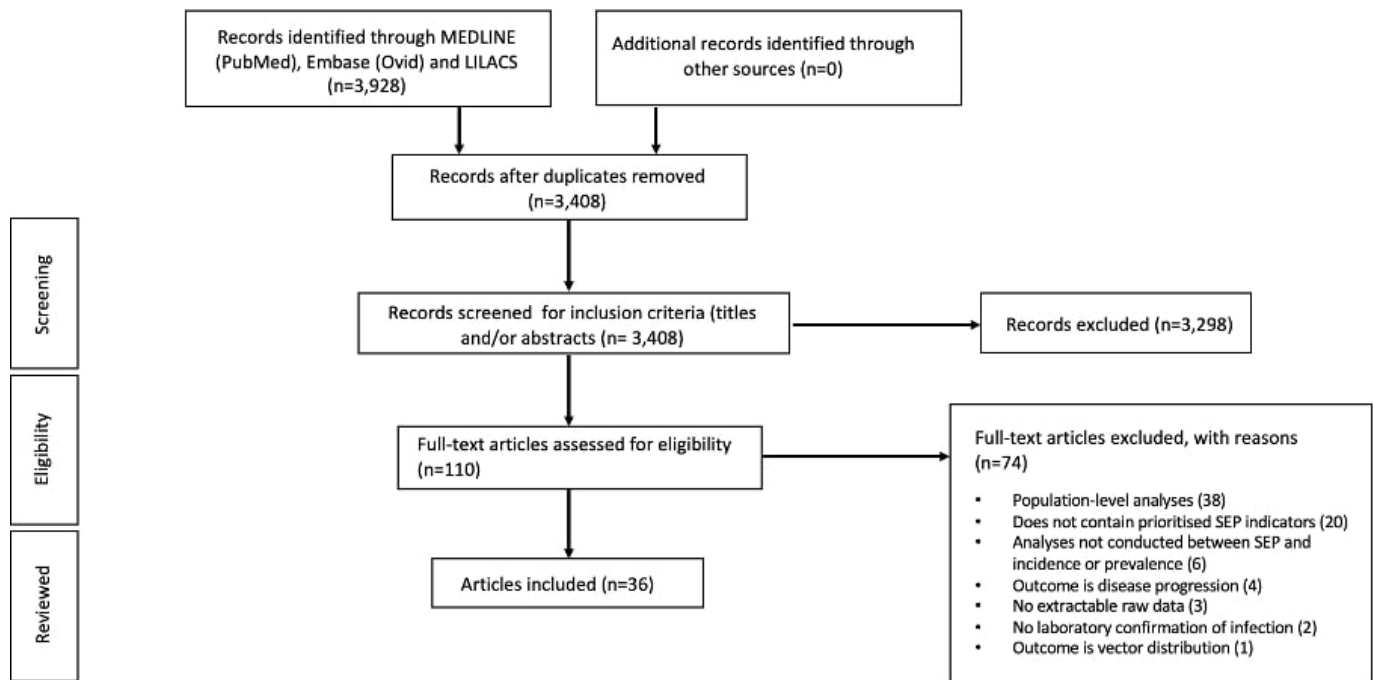 Records identified through MEDLINE
(PubMed), Embase (Ovid) and LILACS
(n=3,928)
Additional records identified through
other sources (n=0)
Records after duplicates removed
(n=3,408)
Screening
Records screened  for inclusion criteria (titles
and/or abstracts (n= 3,408)
Records excluded (n=3,298)
Eligibility
Full-text articles assessed for eligibility
(n=110)
Full-text articles excluded, with reasons
(n=74)
▪ Population-level analyses (38)
▪ Does not contain prioritised SEP indicators (20)
▪ Analyses not conducted between SEP and
incidence or prevalence (6)
▪ Outcome is disease progression (4)
▪ No extractable raw data (3)
▪ No laboratory confirmation of infection (2)
▪ Outcome is vector distribution (1)
Reviewed
Articles included (n=36)